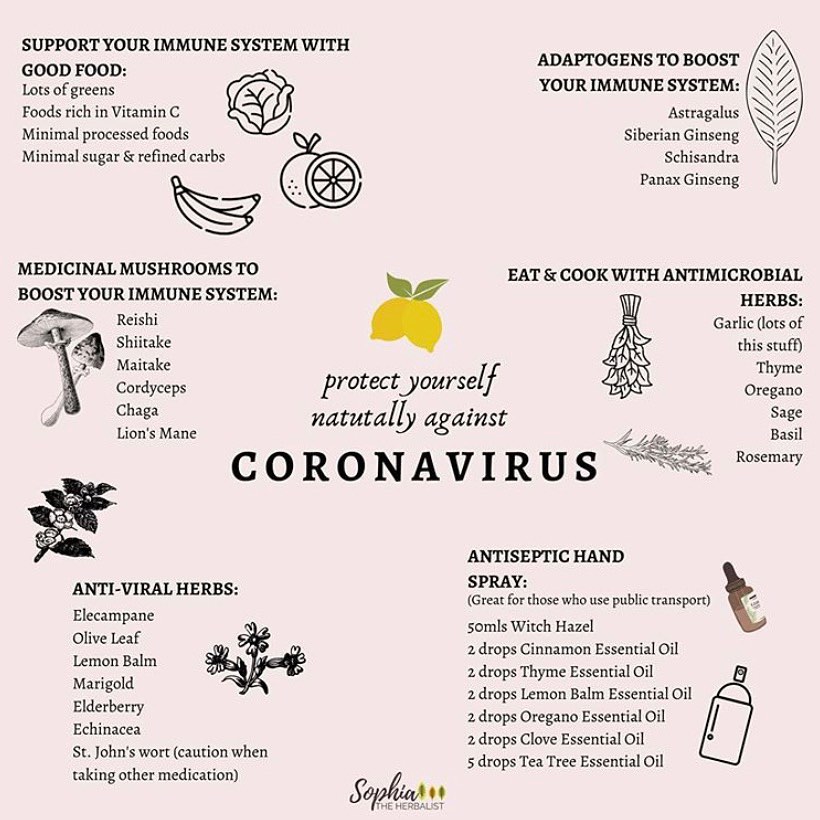 SUPPORT YOUR IMMUNE SYSTEM WITH
GOOD FOOD:
Lots of greens
Foods rich in Vitamin C
Minimal processed foods
Minimal sugar & refined carbs
ADAPTOGENS TO BOOST
YOUR IMMUNE SYSTEM:
Astragalus
Siberian Ginseng
Schisandra
Panax Ginseng
MEDICINAL MUSHROOMS TO
BOOST YOUR IMMUNE SYSTEM:
Reishi
Shiitake
Maitake
Cordyceps
Chaga
Lion's Mane
EAT & COOK WITH ANTIMICROBIAL
HERBS:
Garlic (lots of
this stuff)
Thyme
Oregano
Sage
Basil
Rosemary
protect yourself
natutally against
CORONAVIRUS
ANTI-VIRAL HERBS:
Elecampane
Olive Leaf
Lemon Balm
Marigold
Elderberry
Echinacea
St. John's wort (caution when
taking other medication)
ANTISEPTIC HAND
SPRAY:
(Great for those who use public transport)
50mls Witch Hazel
2 drops Cinnamon Essential Oil
2 drops Thyme Essential Oil
2 drops Lemon Balm Essential Oil
2 drops Oregano Essential Oil
2 drops Clove Essential Oil
5 drops Tea Tree Essential Oil
Sophia
THE HERBALIST